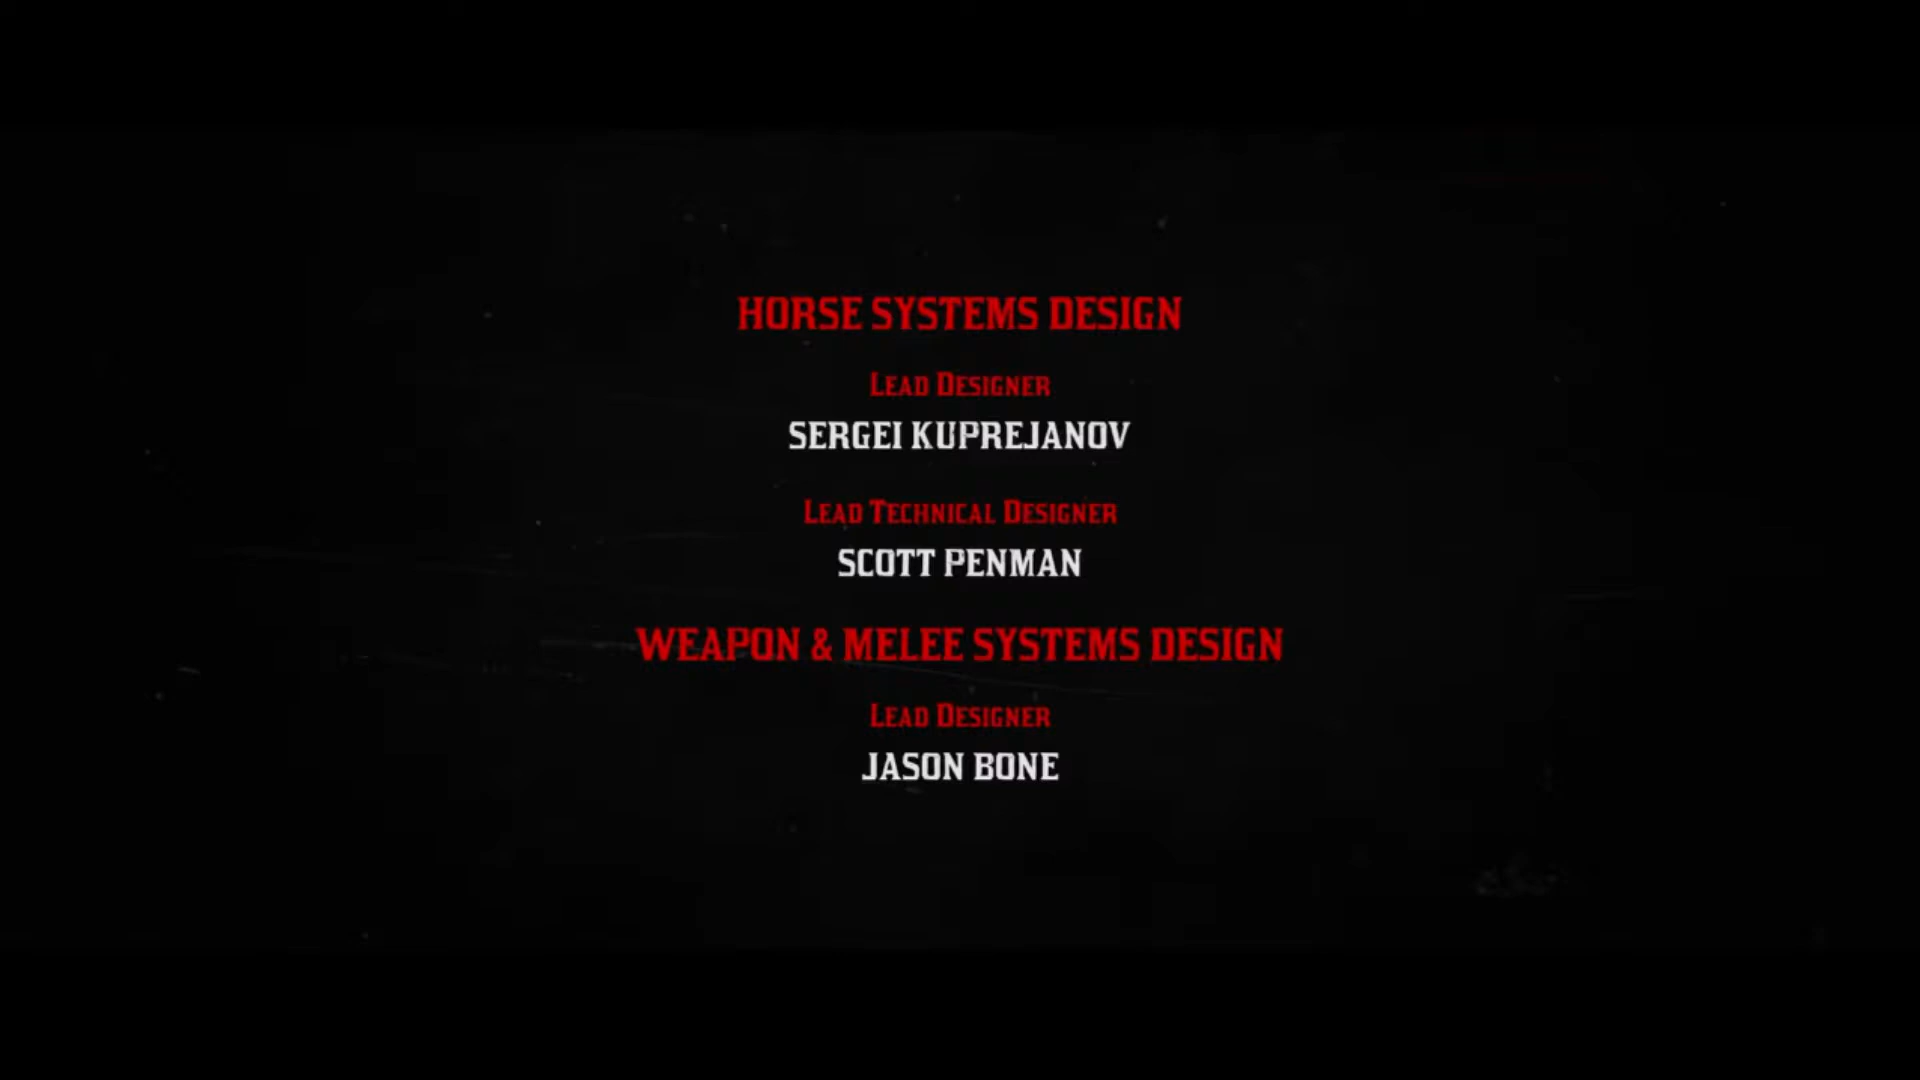 HORSE SYSTEMS DESIGN
LEAD DESIGNER
SERGEI KUPREJANOV
LEAD TECHNICAL DESIGNER
SCOTT PENMAN
WEAPON & MELEE SYSTEMS DESIGN
LEAD DESIGNER
JASON BONE